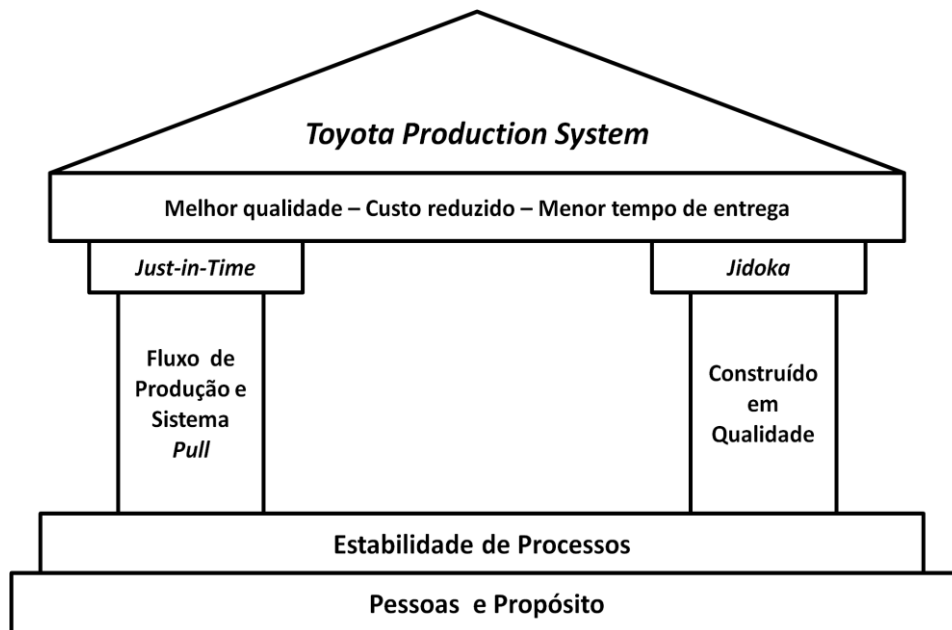 Toyota Production System
Melhor qualidade – Custo reduzido – Menor tempo de entrega
Just-in-Time
Jidoka
Fluxo de
Produção e
Sistema
Pull
Construído
em
Qualidade
Estabilidade de Processos
Pessoas e Propósito